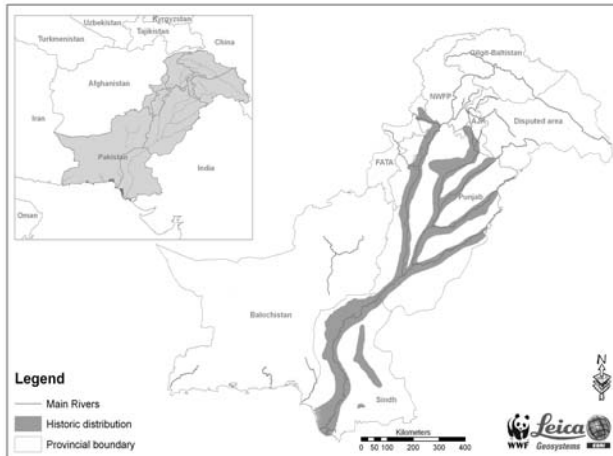 Uzbekistan
Kyrgyzstan
Turkmenistan
Tajikistan
China
Afghanistan
Iran
Pakistan
India
Oman
Gilgit-Baltistan
NWFP
AJK
Disputed area
FATA
Punjab
Balochistan
Sindh
Legend
Main Rivers
Historic distribution
Provincial boundary
Kilometers
0 50 100 200 300 400
N
WWF
Leica
Geosystems
ESRI